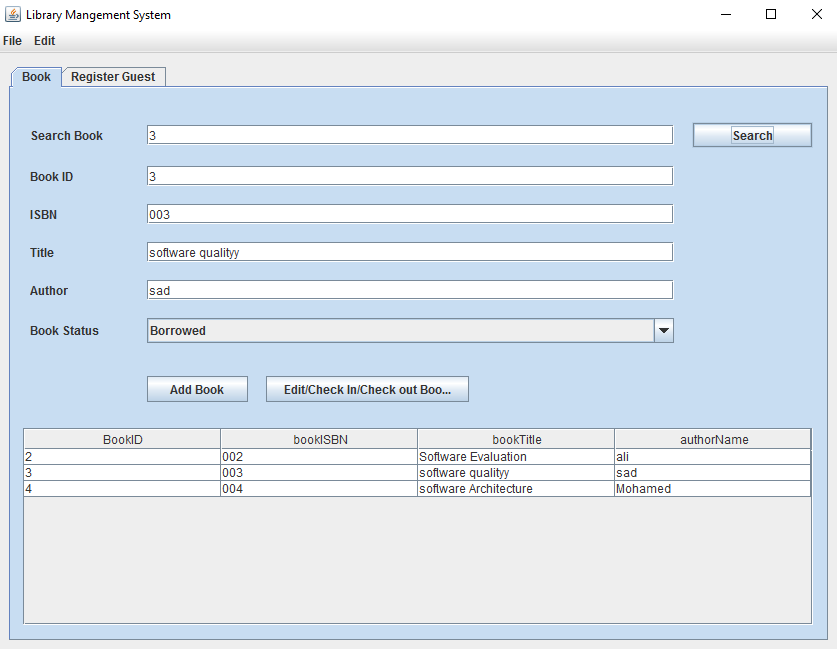 Library Mangement System
File Edit
Book Register Guest
Search Book 3 Search
Book ID 3
ISBN 003
Title software qualityy
Author sad
Book Status Borrowed
Add Book Edit/Check In/Check out Boo...
BookID bookISBN bookTitle authorName
2 002 Software Evaluation ali
3 003 software qualityy sad
4 004 software Architecture Mohamed